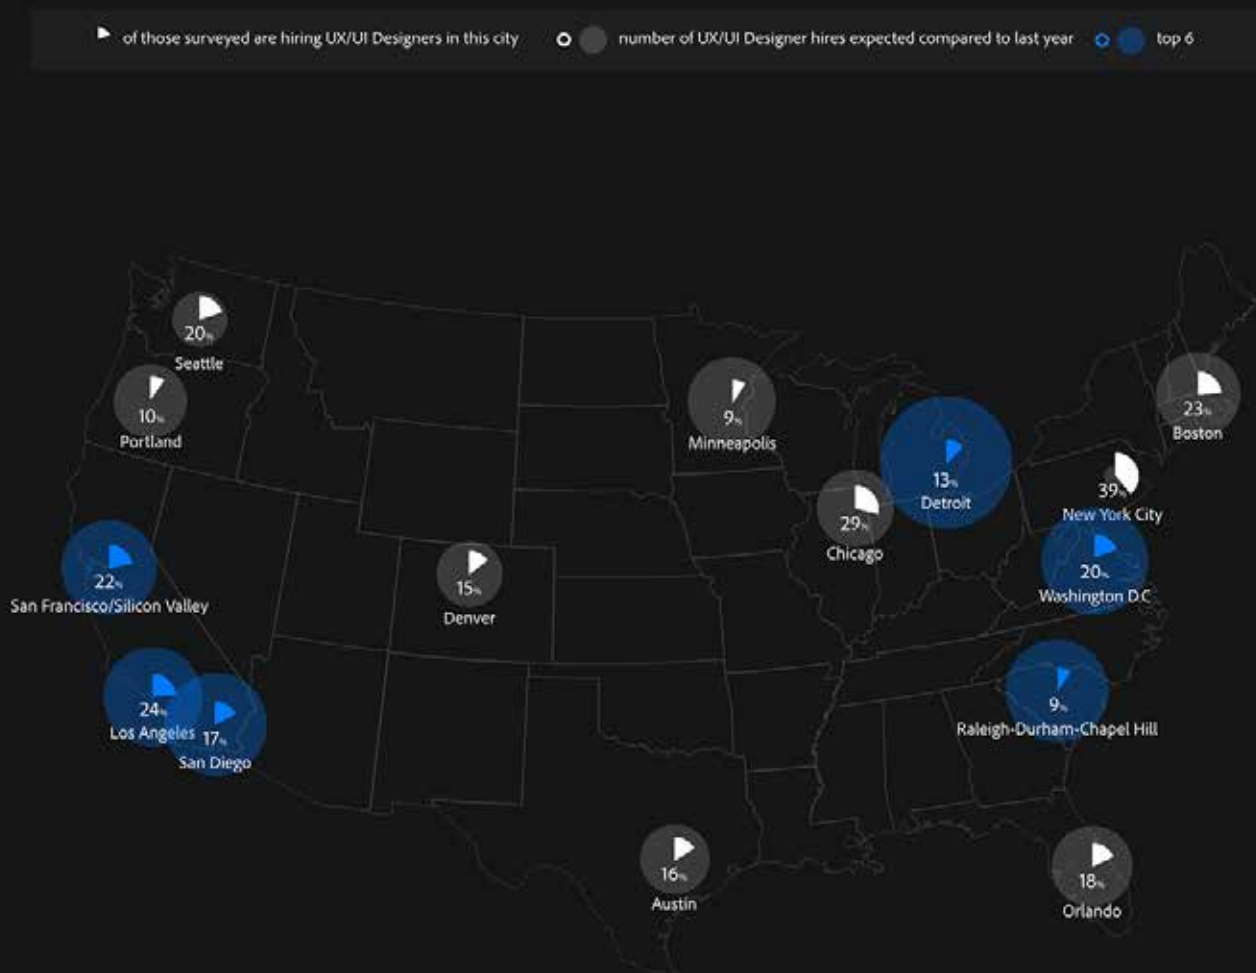 of those surveyed are hiring UX/UI Designers in this city
number of UX/UI Designer hires expected compared to last year
top 6
20%
Seattle
10%
Portland
9%
Minneapolis
23%
Boston
13%
Detroit
39%
New York City
29%
Chicago
22%
San Francisco/Silicon Valley
15%
Denver
20%
Washington D.C
24%
Los Angeles
17%
San Diego
9%
Raleigh-Durham-Chapel Hill
16%
Austin
18%
Orlando